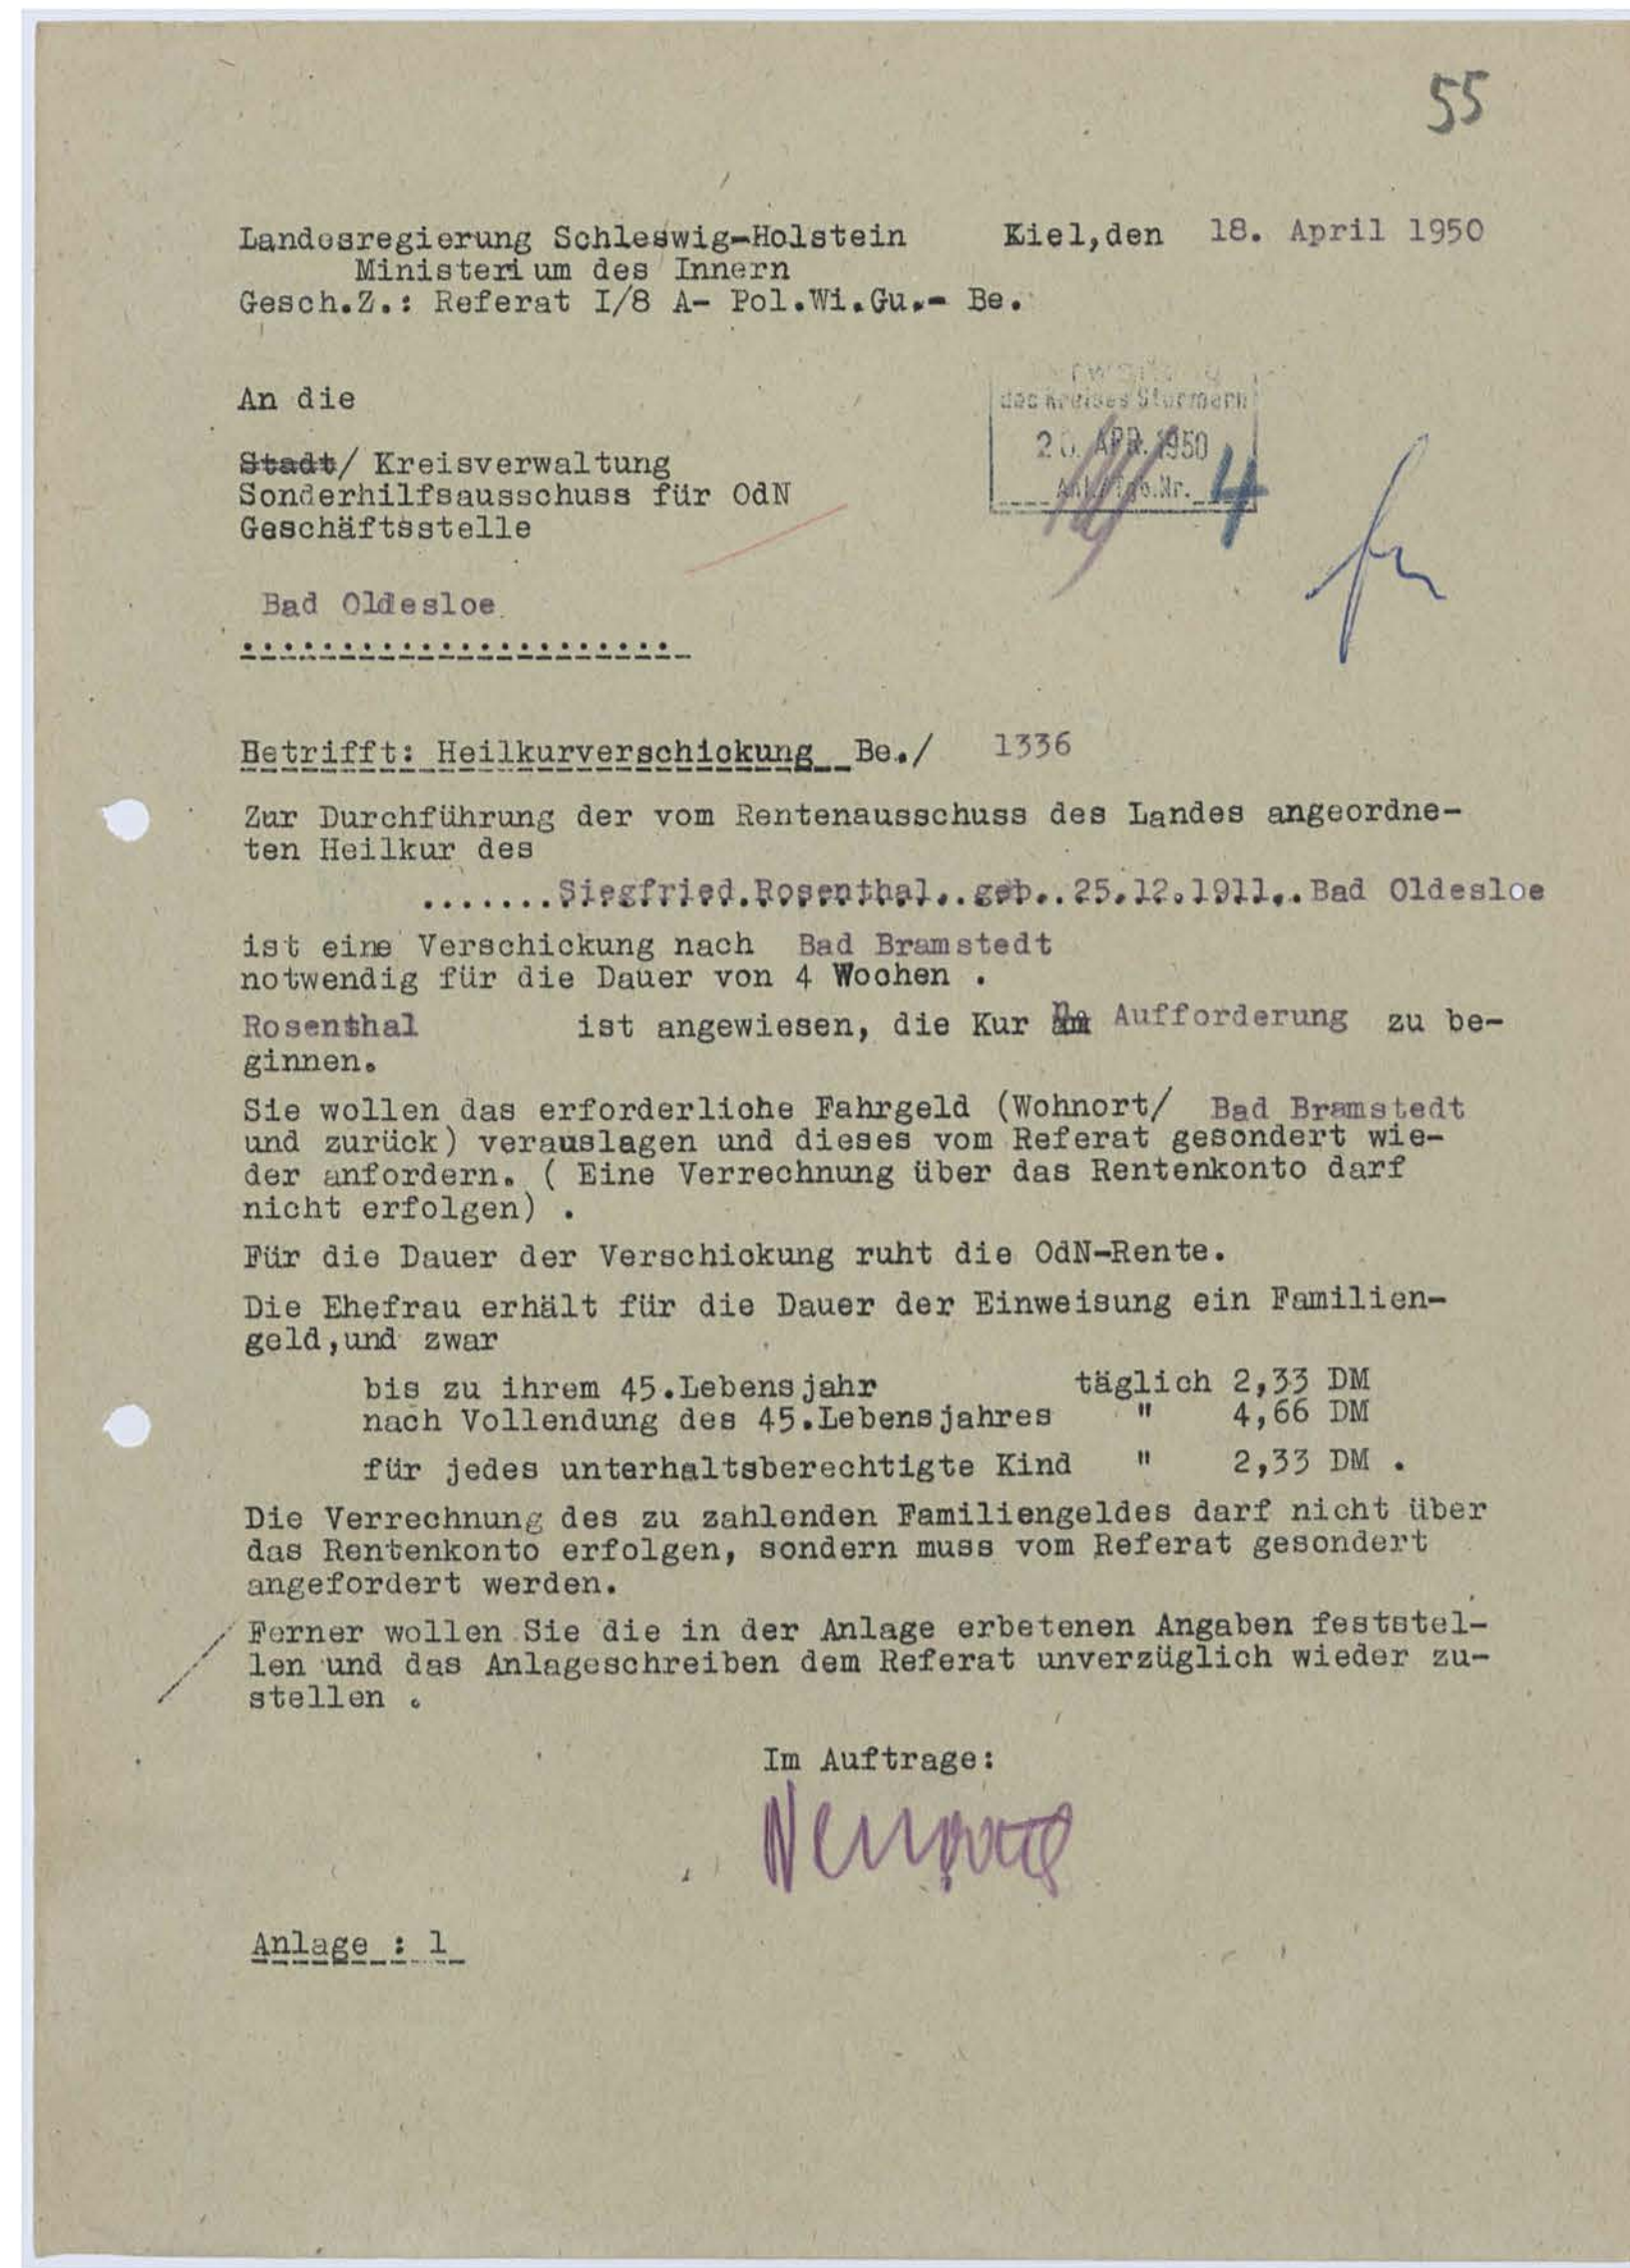 55
Landesregierung Schleswig-Holstein Kiel,den 18. April 1950
Ministerium des Innern
Gesch.Z.: Referat I/8 A- Pol.Wi.Gu.- Be.
An die
des Kreises Stormarn
Stadt/ Kreisverwaltung
20. APR. 1950
Sonderhilfsausschuss für OdN
4
Geschäftsstelle
Bad Oldesloe
......................
Betrifft: Heilkurverschickung Be./ 1336
Zur Durchführung der vom Rentenausschuss des Landes angeordne-
ten Heilkur des
.......Siegfried.Rosenthal..geb..25.12.1911..Bad Oldesloe
ist eine Verschickung nach Bad Bramstedt
notwendig für die Dauer von 4 Wochen .
Rosenthal ist angewiesen, die Kur Aufforderung zu be-
ginnen.
Sie wollen das erforderliche Fahrgeld (Wohnort/ Bad Bramstedt
und zurück) verauslagen und dieses vom Referat gesondert wie-
der anfordern. ( Eine Verrechnung über das Rentenkonto darf
nicht erfolgen) .
Für die Dauer der Verschickung ruht die OdN-Rente.
Die Ehefrau erhält für die Dauer der Einweisung ein Familien-
geld,und zwar
bis zu ihrem 45.Lebensjahr täglich 2,33 DM
nach Vollendung des 45.Lebensjahres " 4,66 DM
für jedes unterhaltsberechtigte Kind " 2,33 DM .
Die Verrechnung des zu zahlenden Familiengeldes darf nicht über
das Rentenkonto erfolgen, sondern muss vom Referat gesondert
angefordert werden.
Ferner wollen Sie die in der Anlage erbetenen Angaben feststel-
len und das Anlageschreiben dem Referat unverzüglich wieder zu-
stellen .
Im Auftrage:
Anlage : 1